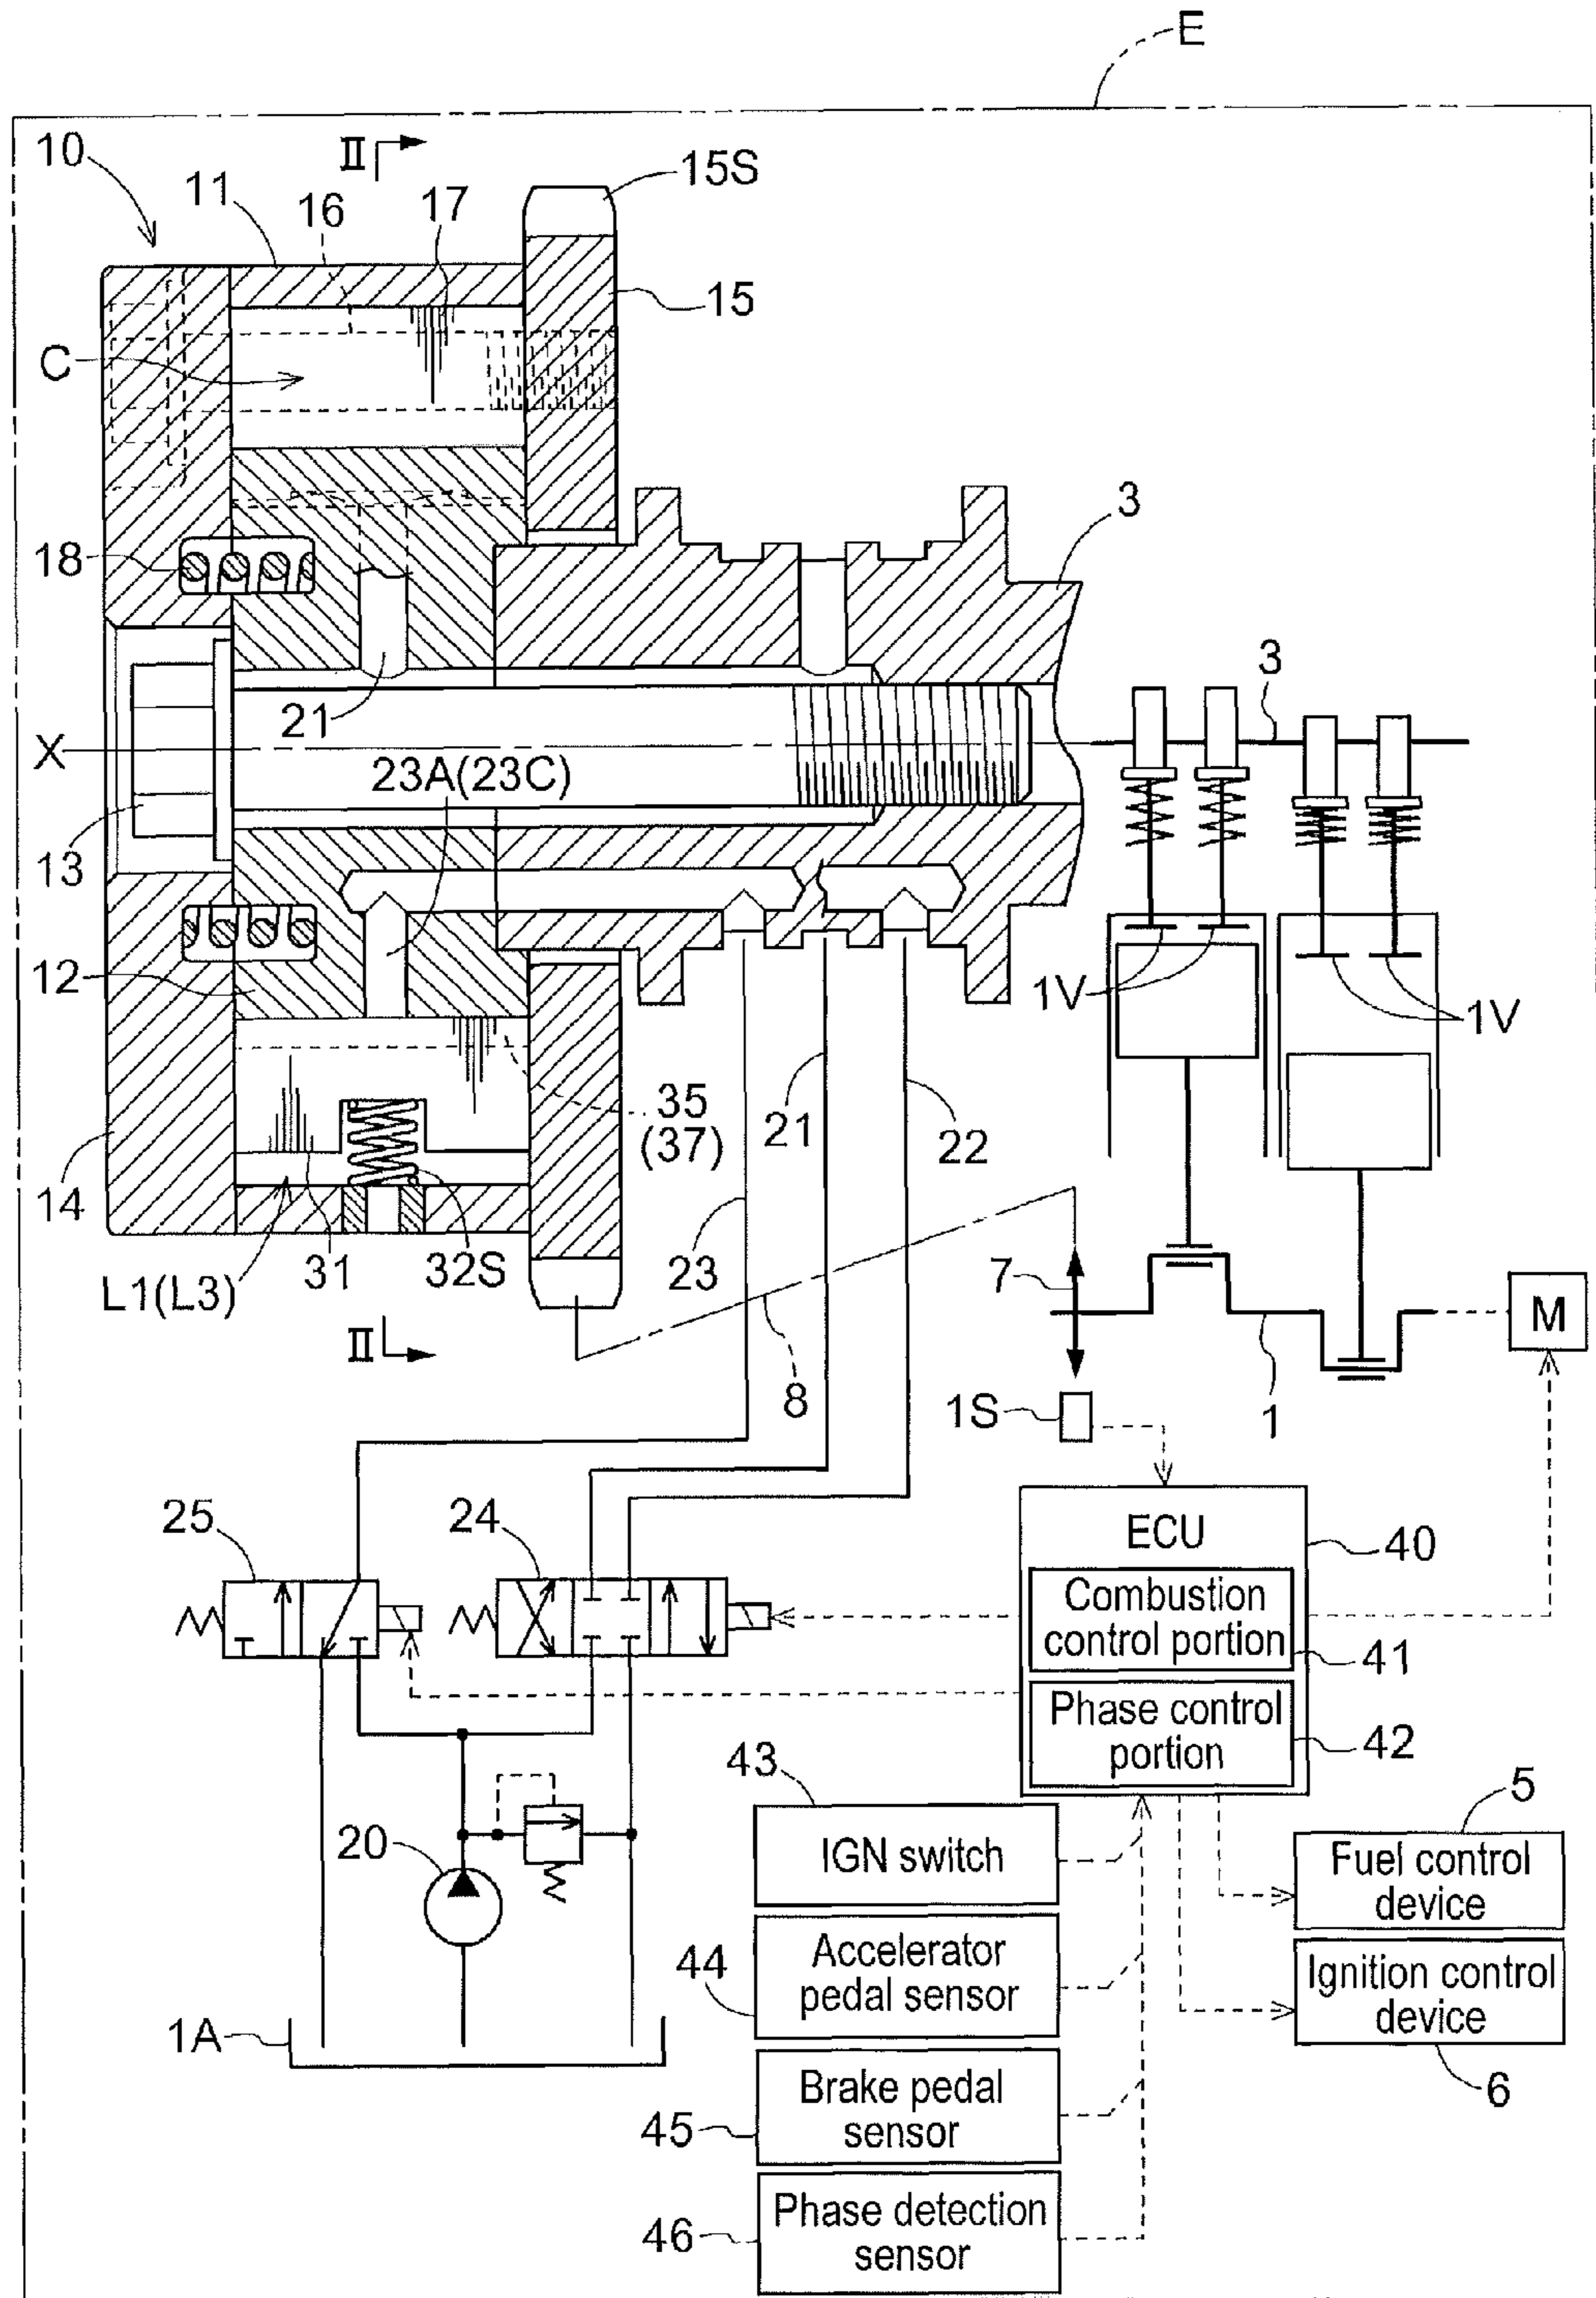 E
10
II
15S
11
16
17
15
C
3
18
21
X
3
23A(23C)
13
12
1V
1V
35
(37)
21
22
14
31
32S
23
7
L1(L3)
M
II
8
1S
1
25
24
ECU
40
Combustion
control portion
41
Phase control
portion
42
43
5
20
IGN switch
Fuel control
device
44
Accelerator
pedal sensor
Ignition control
device
1A
6
Brake pedal
sensor
45
Phase detection
sensor
46